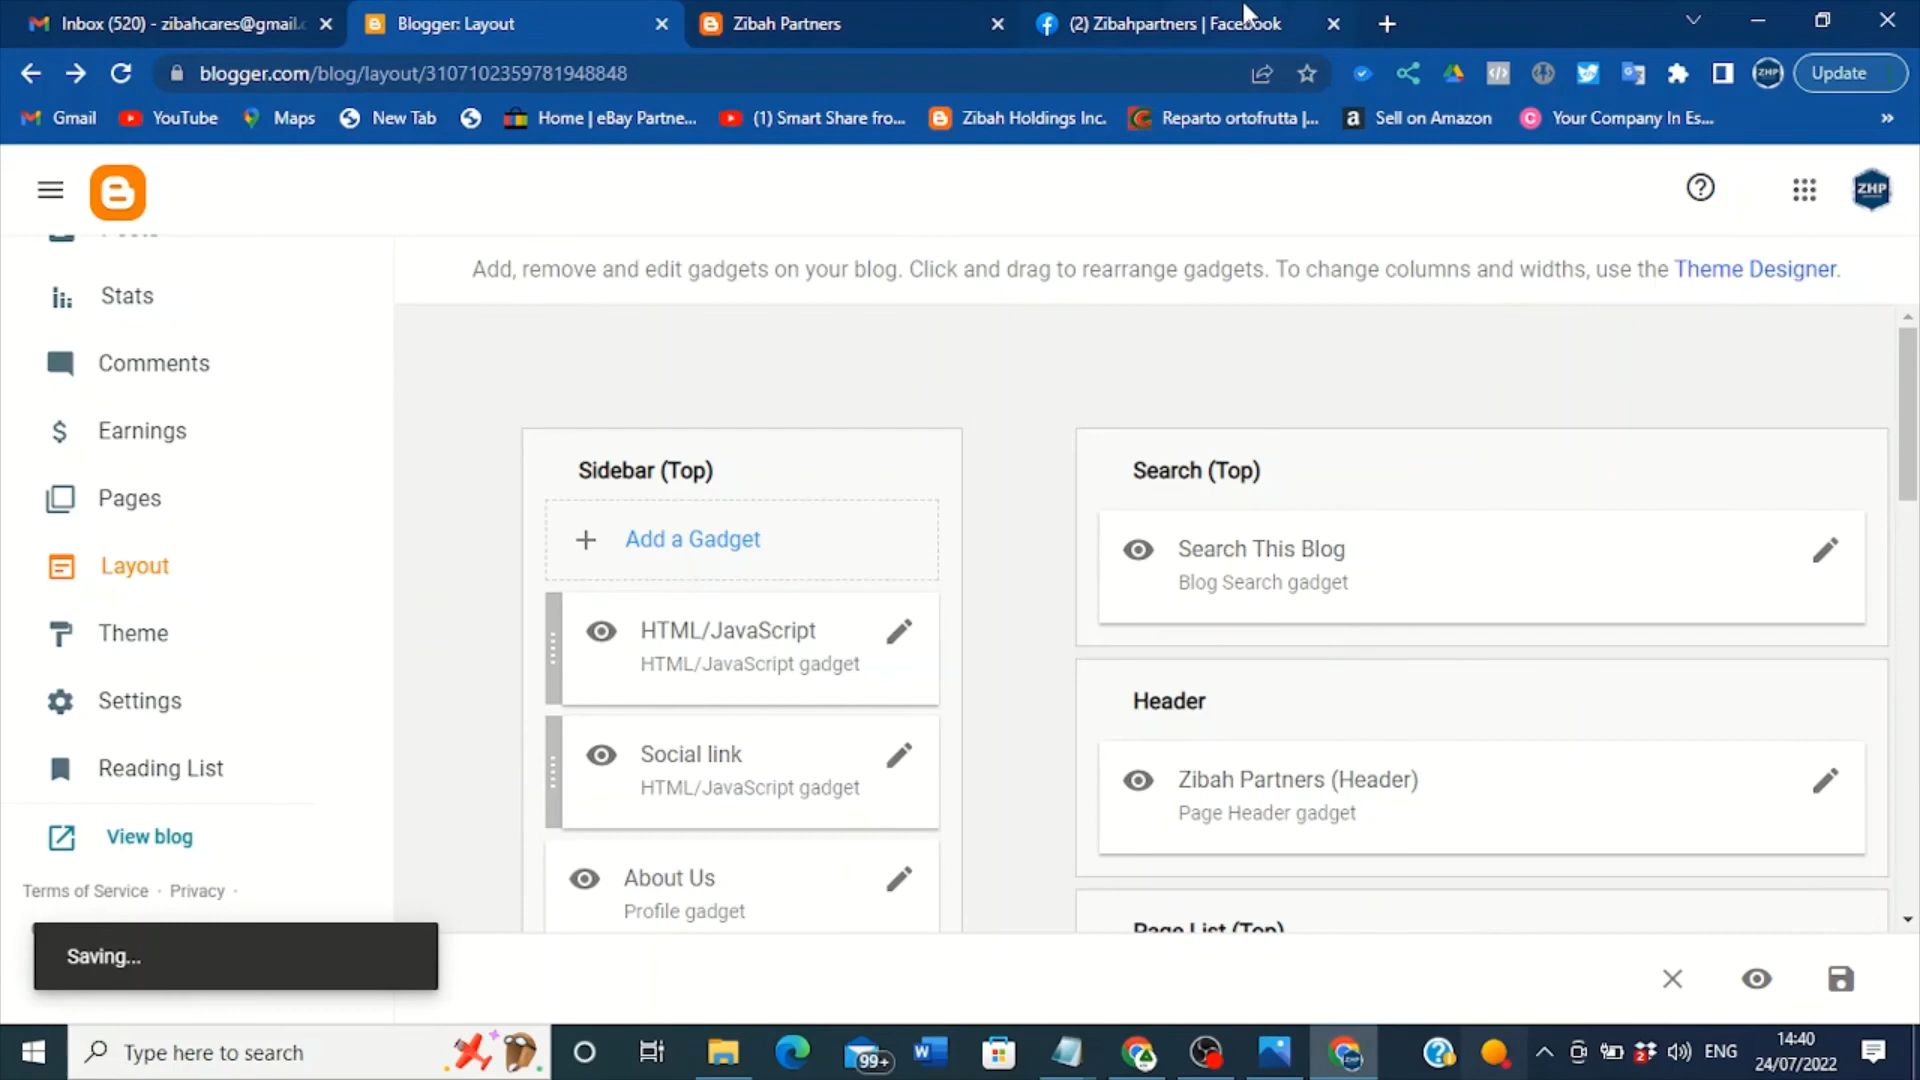 Inbox (520) - zibahcares@gmail.c
Blogger: Layout
Zibah Partners
(2) Zibahpartners | Facebook
blogger.com/blog/layout/3107102359781948848
ZHP
Update
Gmail
YouTube
Maps
New Tab
Home | eBay Partne...
(1) Smart Share fro...
Zibah Holdings Inc.
Reparto ortofrutta |...
Sell on Amazon
Your Company In Es...
ZHP
Add, remove and edit gadgets on your blog. Click and drag to rearrange gadgets. To change columns and widths, use the Theme Designer.
Stats
Comments
Earnings
Pages
Layout
Theme
Settings
Reading List
View blog
Terms of Service · Privacy ·
Saving...
Sidebar (Top)
Add a Gadget
HTML/JavaScript
HTML/JavaScript gadget
Social link
HTML/JavaScript gadget
About Us
Profile gadget
Search (Top)
Search This Blog
Blog Search gadget
Header
Zibah Partners (Header)
Page Header gadget
Page List (Top)
Type here to search
99+
ENG
14:40
24/07/2022